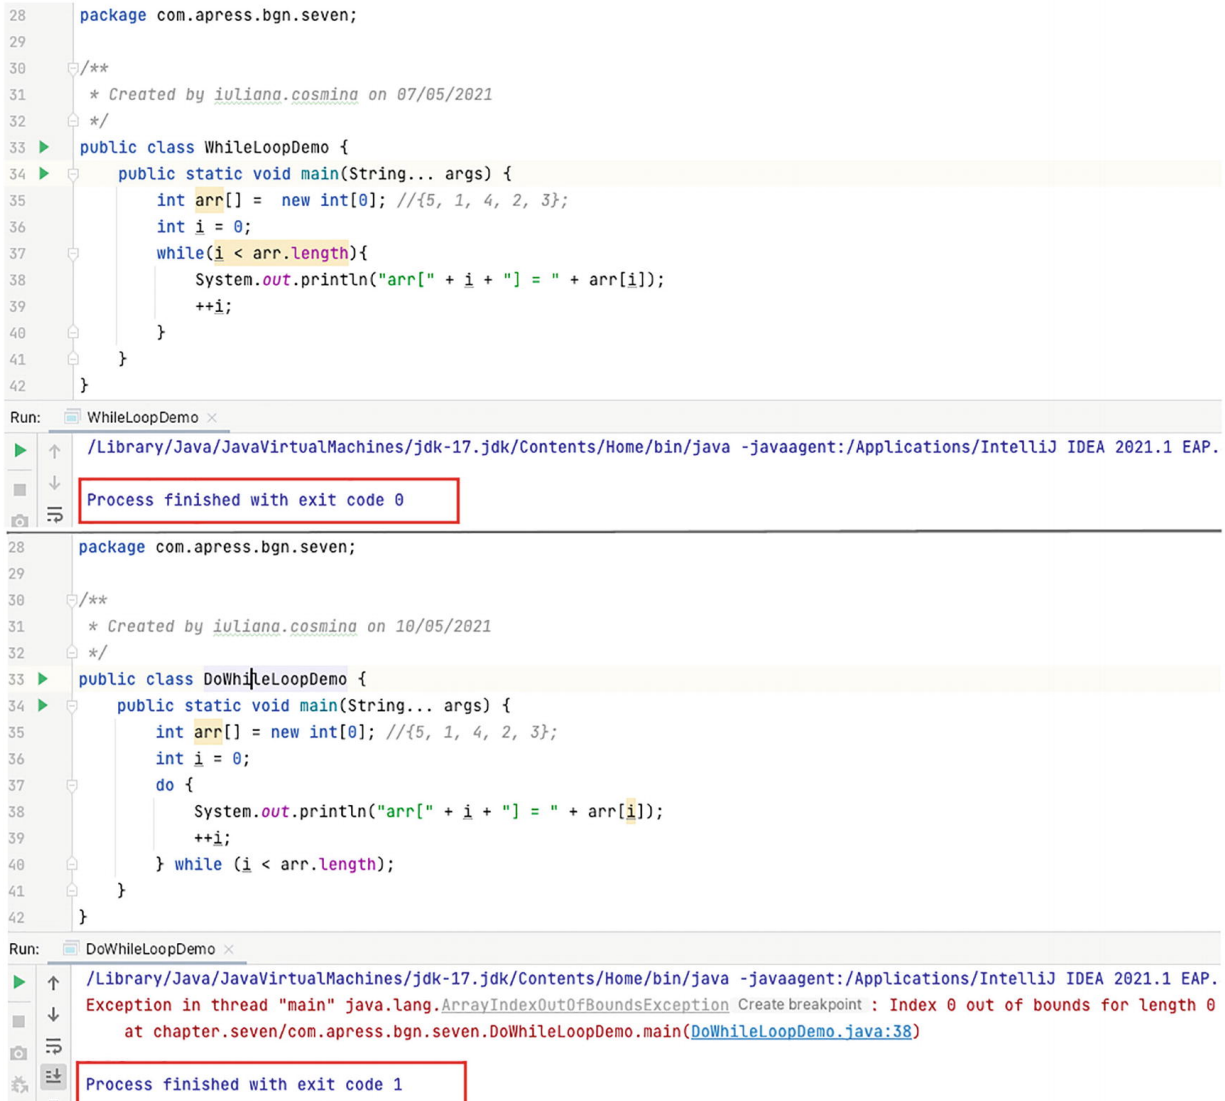 28 package com.apress.bgn.seven;
29
30 /**
31 * Created by iuliana.cosmina on 07/05/2021
32 */
33 public class WhileLoopDemo {
34 public static void main(String... args) {
35 int arr[] =  new int[0]; //{5, 1, 4, 2, 3};
36 int i = 0;
37 while(i < arr.length){
38 System.out.println("arr[" + i + "] = " + arr[i]);
39 ++i;
40 }
41 }
42 }
Run: WhileLoopDemo ×
/Library/Java/JavaVirtualMachines/jdk-17.jdk/Contents/Home/bin/java -javaagent:/Applications/IntelliJ IDEA 2021.1 EAP.
Process finished with exit code 0
28 package com.apress.bgn.seven;
29
30 /**
31 * Created by iuliana.cosmina on 10/05/2021
32 */
33 public class DoWhileLoopDemo {
34 public static void main(String... args) {
35 int arr[] = new int[0]; //{5, 1, 4, 2, 3};
36 int i = 0;
37 do {
38 System.out.println("arr[" + i + "] = " + arr[i]);
39 ++i;
40 } while (i < arr.length);
41 }
42 }
Run: DoWhileLoopDemo ×
/Library/Java/JavaVirtualMachines/jdk-17.jdk/Contents/Home/bin/java -javaagent:/Applications/IntelliJ IDEA 2021.1 EAP.
Exception in thread "main" java.lang.ArrayIndexOutOfBoundsException Create breakpoint : Index 0 out of bounds for length 0
at chapter.seven/com.apress.bgn.seven.DoWhileLoopDemo.main(DoWhileLoopDemo.java:38)
Process finished with exit code 1